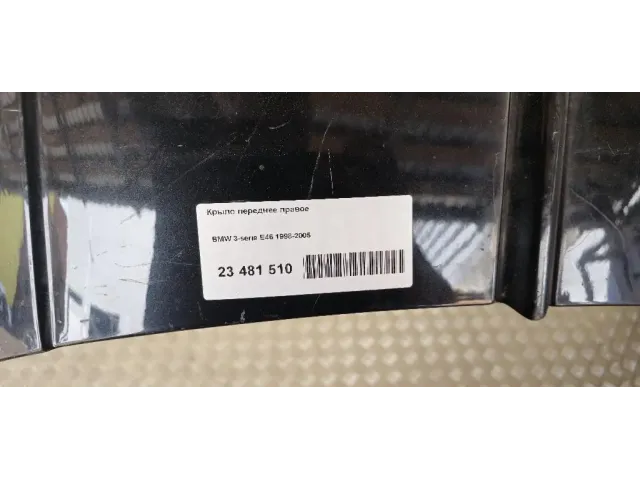 Крыло переднее правое
BMW 3-serie E46 1998-2005
23 481 510